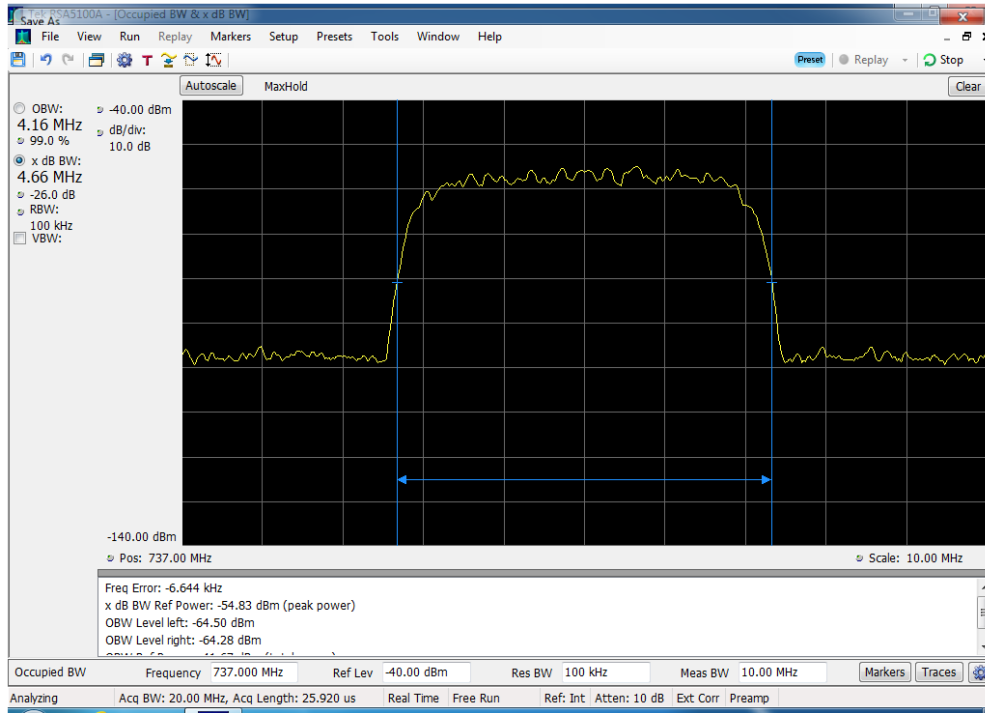 Tek RSA5100A - [Occupied BW & x dB BW]
Save As
File View Run Replay Markers Setup Presets Tools Window Help
T Preset Replay Stop
Autoscale MaxHold Clear
OBW:
4.16 MHz
99.0 %
x dB BW:
4.66 MHz
-26.0 dB
RBW:
100 kHz
VBW:
-40.00 dBm
dB/div:
10.0 dB
-140.00 dBm
Pos: 737.00 MHz Scale: 10.00 MHz
Freq Error: -6.644 kHz
x dB BW Ref Power: -54.83 dBm (peak power)
OBW Level left: -64.50 dBm
OBW Level right: -64.28 dBm
Occupied BW Frequency 737.000 MHz Ref Lev -40.00 dBm Res BW 100 kHz Meas BW 10.00 MHz Markers Traces
Analyzing Acq BW: 20.00 MHz, Acq Length: 25.920 us Real Time Free Run Ref: Int Atten: 10 dB Ext Corr Preamp